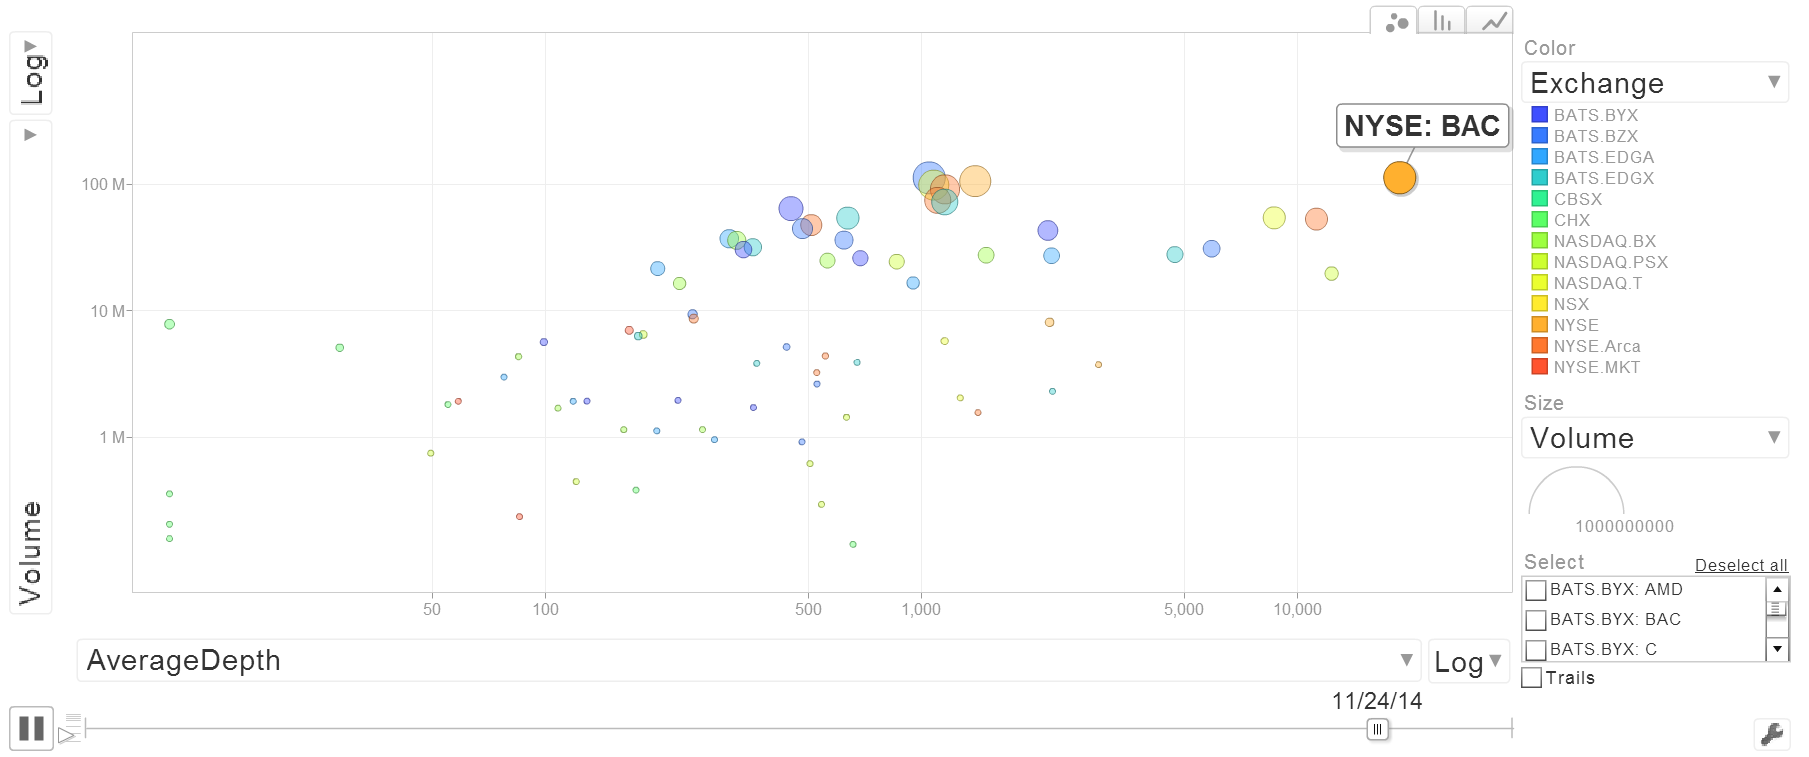 Log
Volume
100 M
10 M
1 M
NYSE: BAC
50
100
500
1,000
5,000
10,000
AverageDepth
Log
11/24/14
Color
Exchange
BATS.BYX
BATS.BZX
BATS.EDGA
BATS.EDGX
CBSX
CHX
NASDAQ.BX
NASDAQ.PSX
NASDAQ.T
NSX
NYSE
NYSE.Arca
NYSE.MKT
Size
Volume
1000000000
Select
Deselect all
BATS.BYX: AMD
BATS.BYX: BAC
BATS.BYX: C
Trails